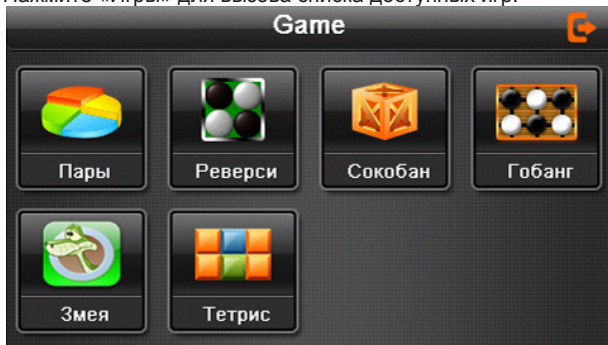 Нажмите «Игры» для вызова списка доступных игр.
Game
Пары
Реверси
Сокобан
Гобанг
Змея
Тетрис